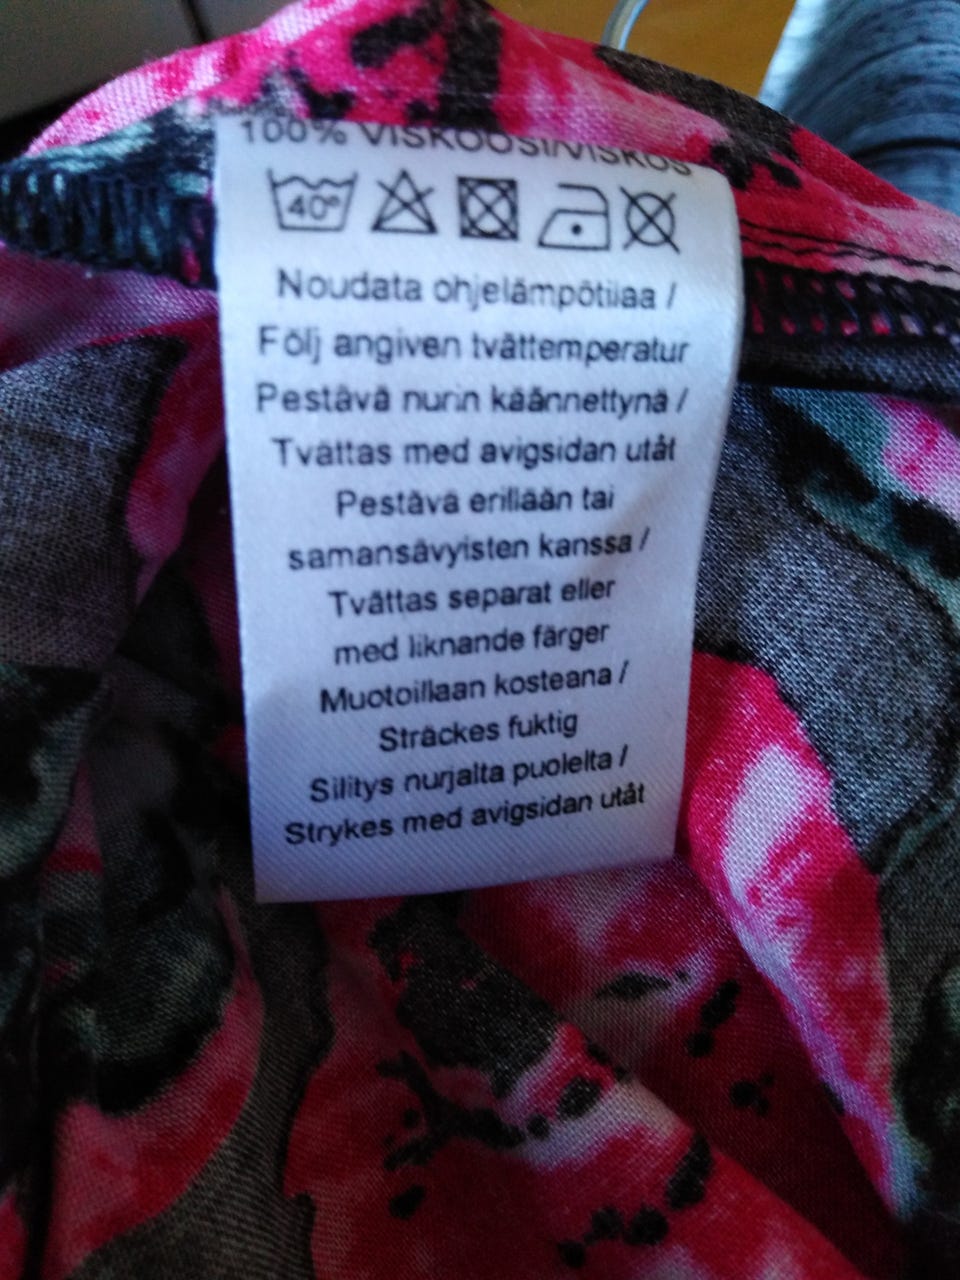 100% VISKOOSI/VISKOS
40°
Noudata ohjelämpötilaa /
Följ angiven tvättemperatur
Pestävä nurin käännettynä /
Tvättas med avigsidan utåt
Pestävä erillään tai
samansävyisten kanssa /
Tvättas separat eller
med liknande färger
Muotoillaan kosteana /
Sträckes fuktig
Silitys nurjalta puolelta /
Strykes med avigsidan utåt